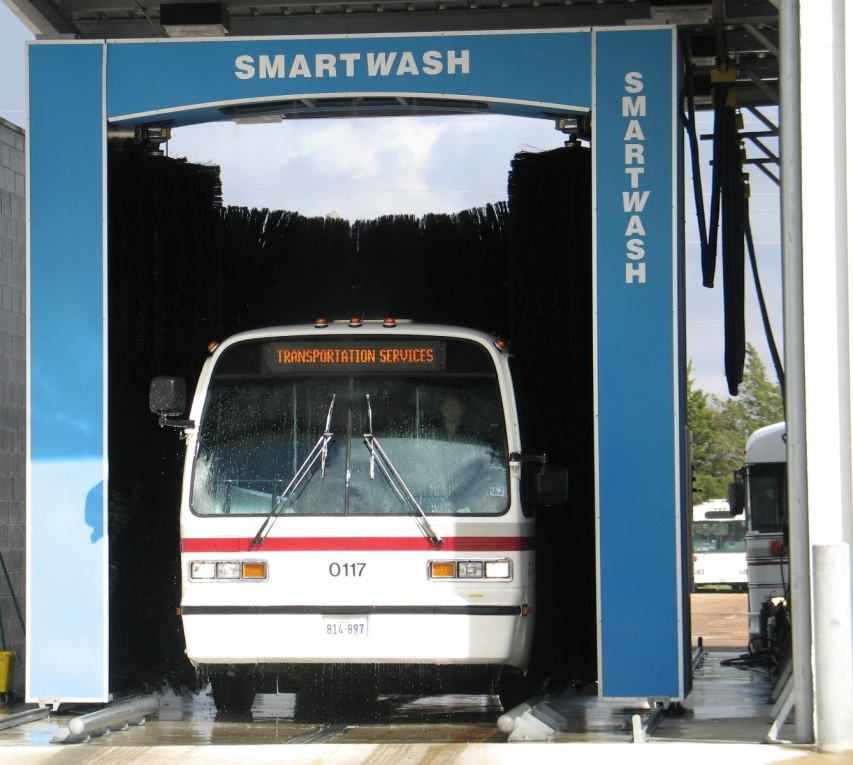 SMARTWASH
SMARTWASH
TRANSPORTATION SERVICES
0117
814·897